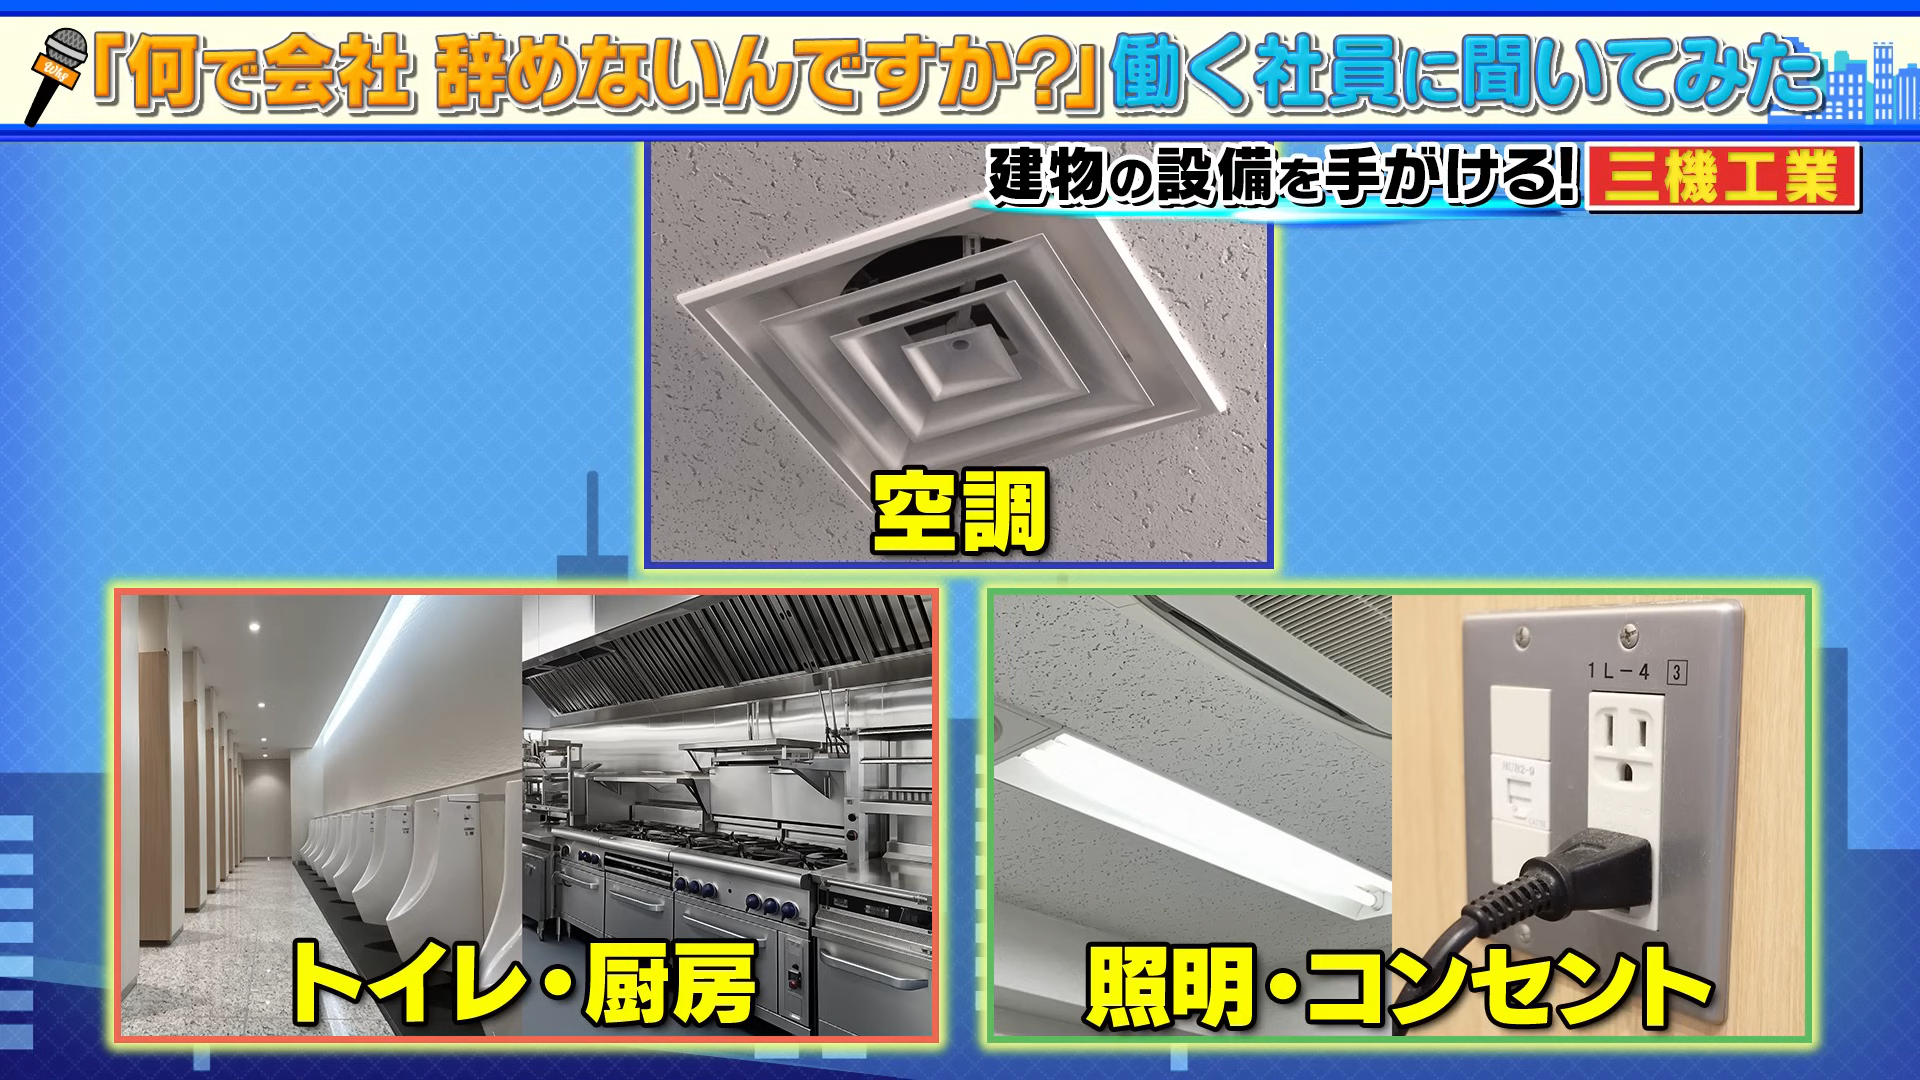 「何で会社 辞めないんですか?」働く社員に聞いてみた
建物の設備を手がける! 三機工業
空調
1L-4 3
トイレ・厨房
照明・コンセント